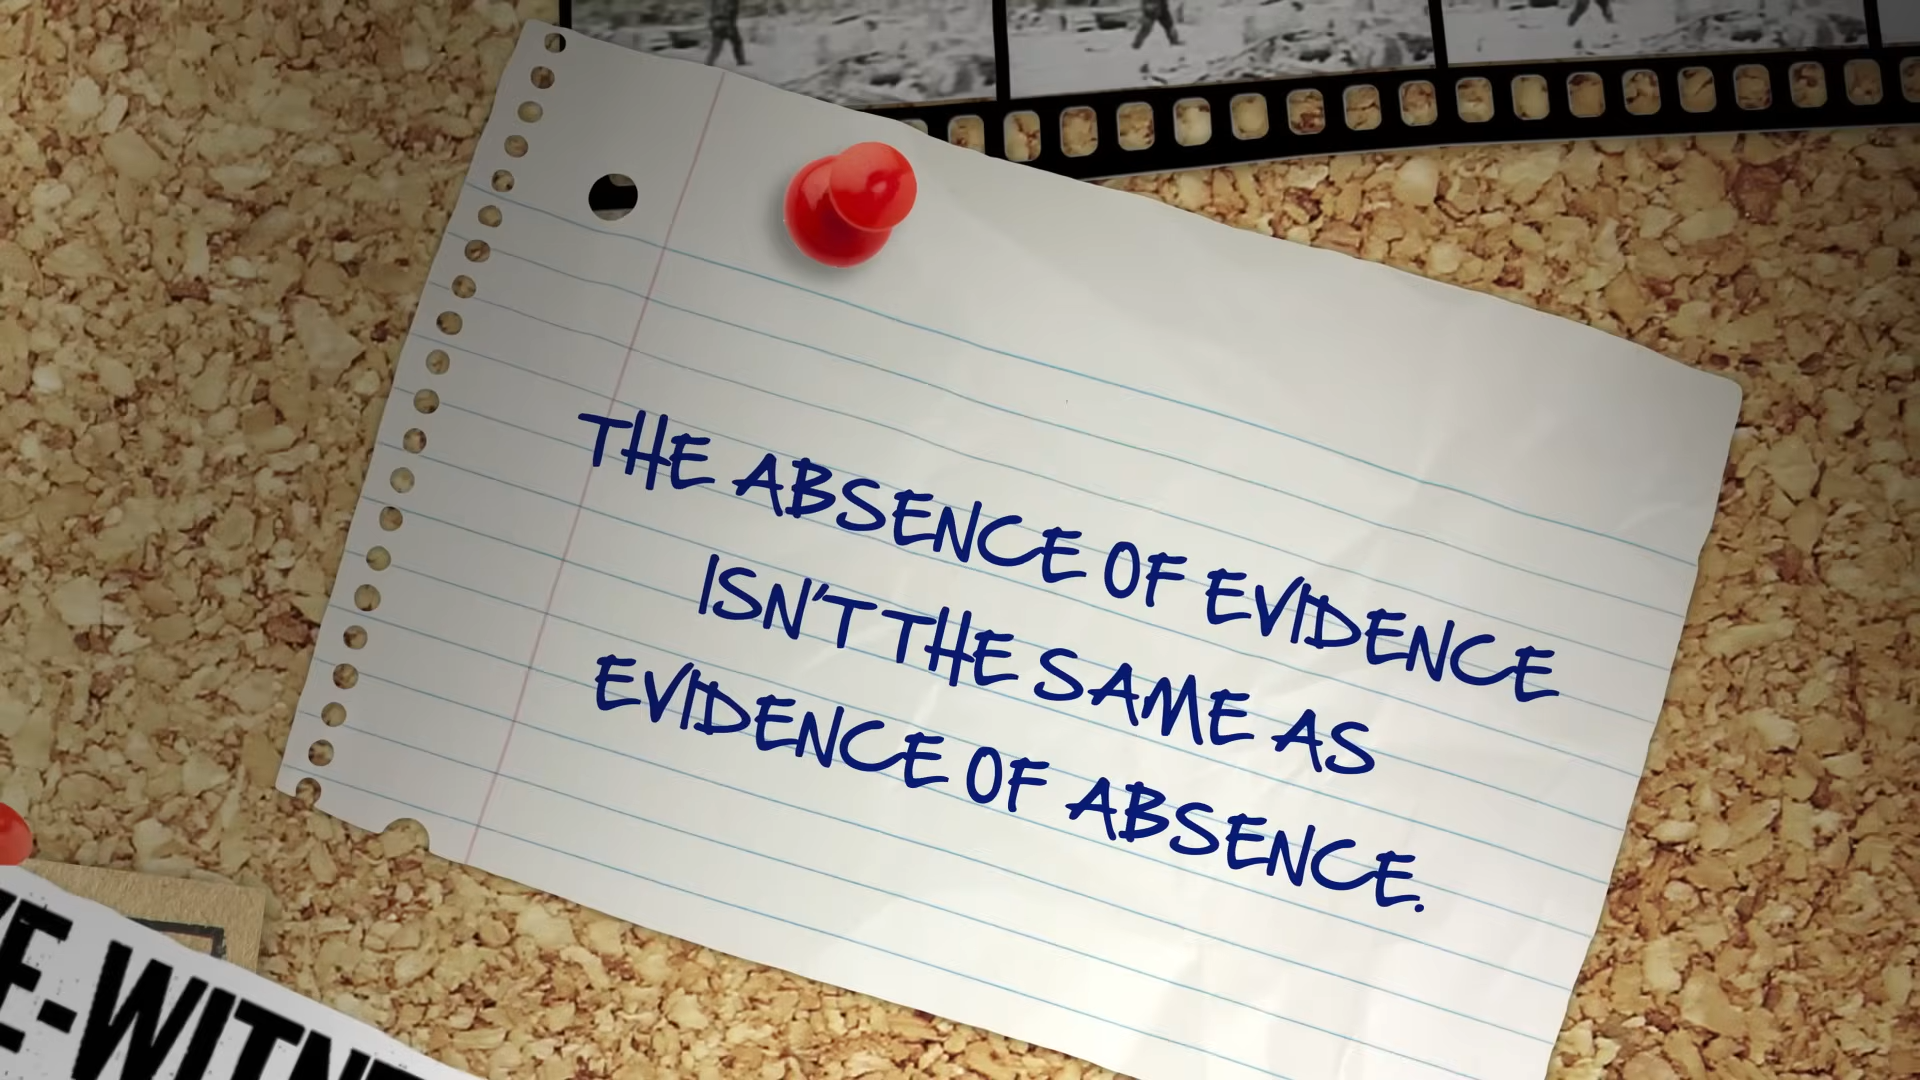 THE ABSENCE OF EVIDENCE
ISN'T THE SAME AS
EVIDENCE OF ABSENCE.